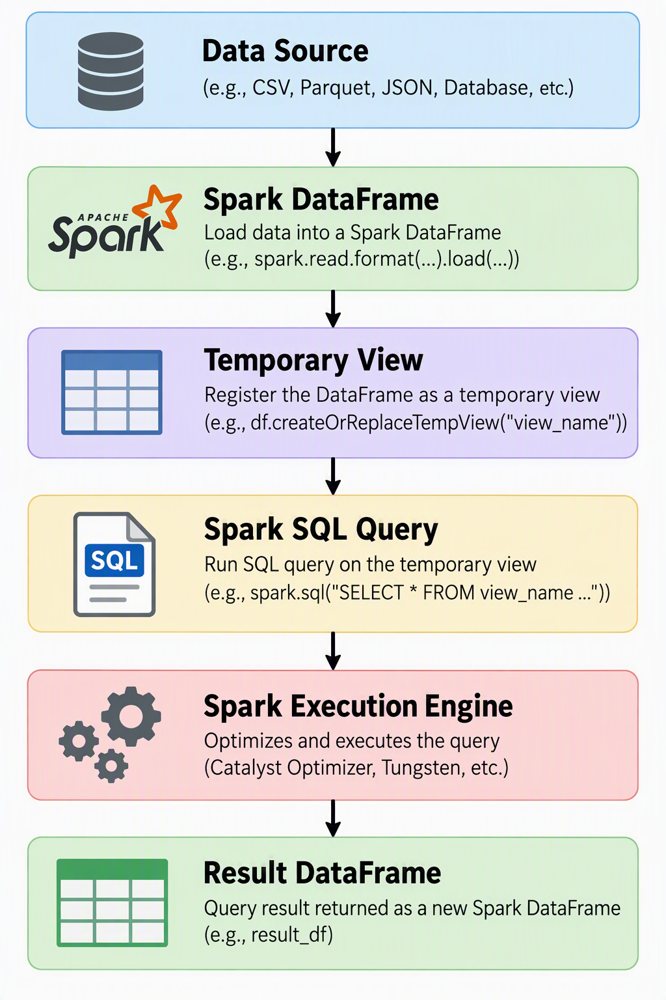 Data Source
(e.g., CSV, Parquet, JSON, Database, etc.)
APACHE
Spark
Spark DataFrame
Load data into a Spark DataFrame
(e.g., spark.read.format(...).load(...))
Temporary View
Register the DataFrame as a temporary view
(e.g., df.createOrReplaceTempView("view_name"))
SQL
Spark SQL Query
Run SQL query on the temporary view
(e.g., spark.sql("SELECT * FROM view_name ..."))
Spark Execution Engine
Optimizes and executes the query
(Catalyst Optimizer, Tungsten, etc.)
Result DataFrame
Query result returned as a new Spark DataFrame
(e.g., result_df)